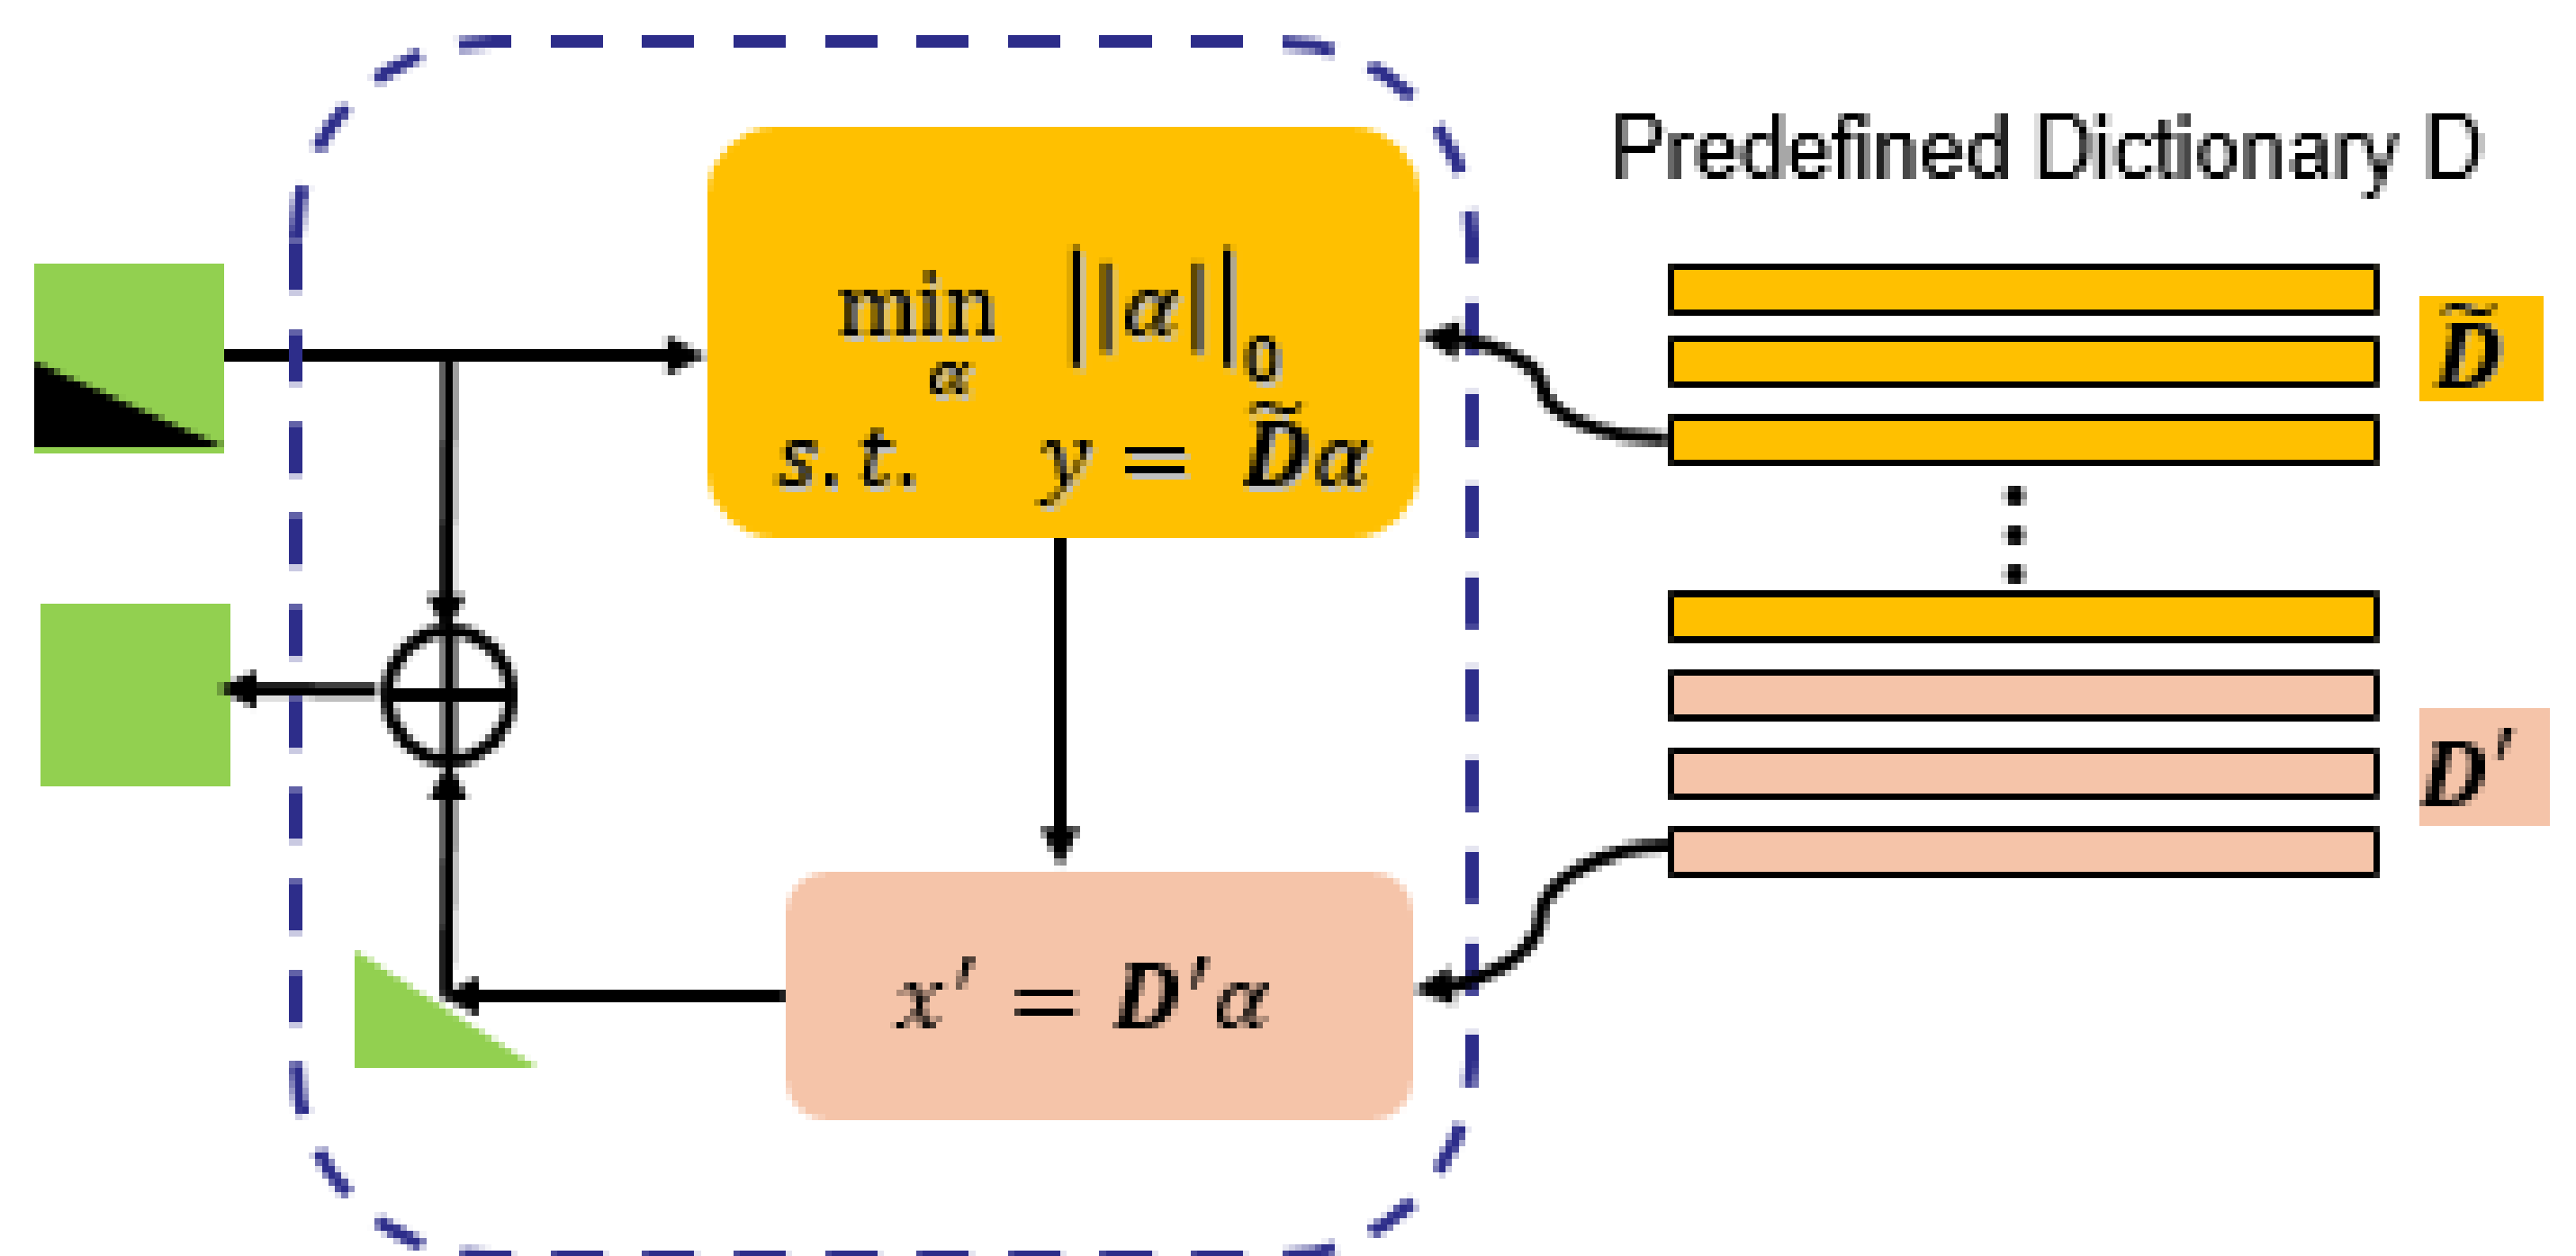 Predefined Dictionary D
min ||α||₀
α
s.t. y = D̃α
D̃
D′
x′ = D′α